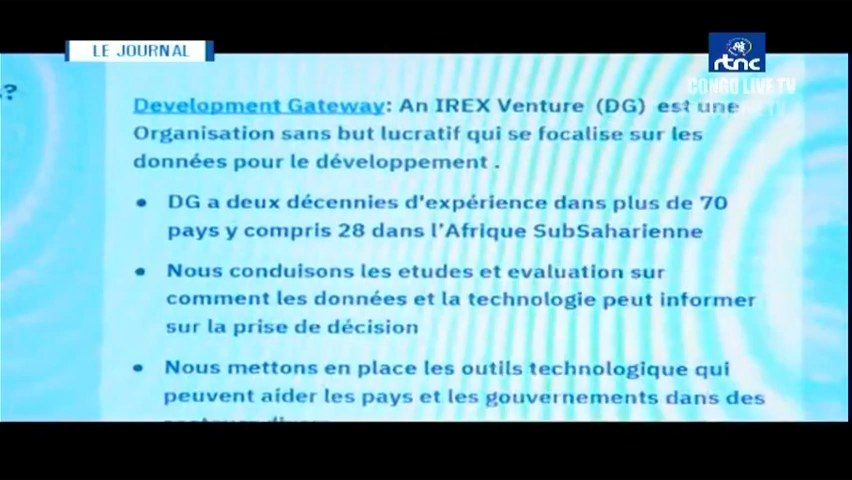 LE JOURNAL
rtnc
CONGO LIVE TV
s?
Development Gateway: An IREX Venture (DG) est une
Organisation sans but lucratif qui se focalise sur les
données pour le développement .
• DG a deux décennies d'expérience dans plus de 70
pays y compris 28 dans l'Afrique SubSaharienne
• Nous conduisons les etudes et evaluation sur
comment les données et la technologie peut informer
sur la prise de décision
• Nous mettons en place les outils technologique qui
peuvent aider les pays et les gouvernements dans des